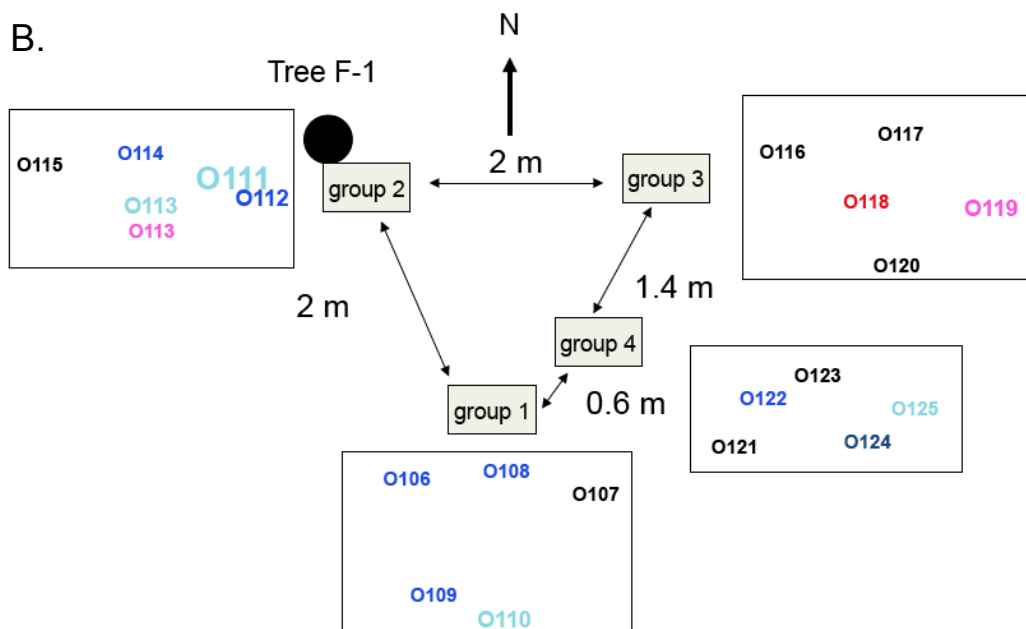 B.
N
Tree F-1
O115
O114
O111
O112
O113
O113
group 2
2 m
group 3
O116
O117
O118
O119
O120
2 m
1.4 m
group 4
0.6 m
group 1
O123
O122
O125
O121
O124
O106
O108
O107
O109
O110